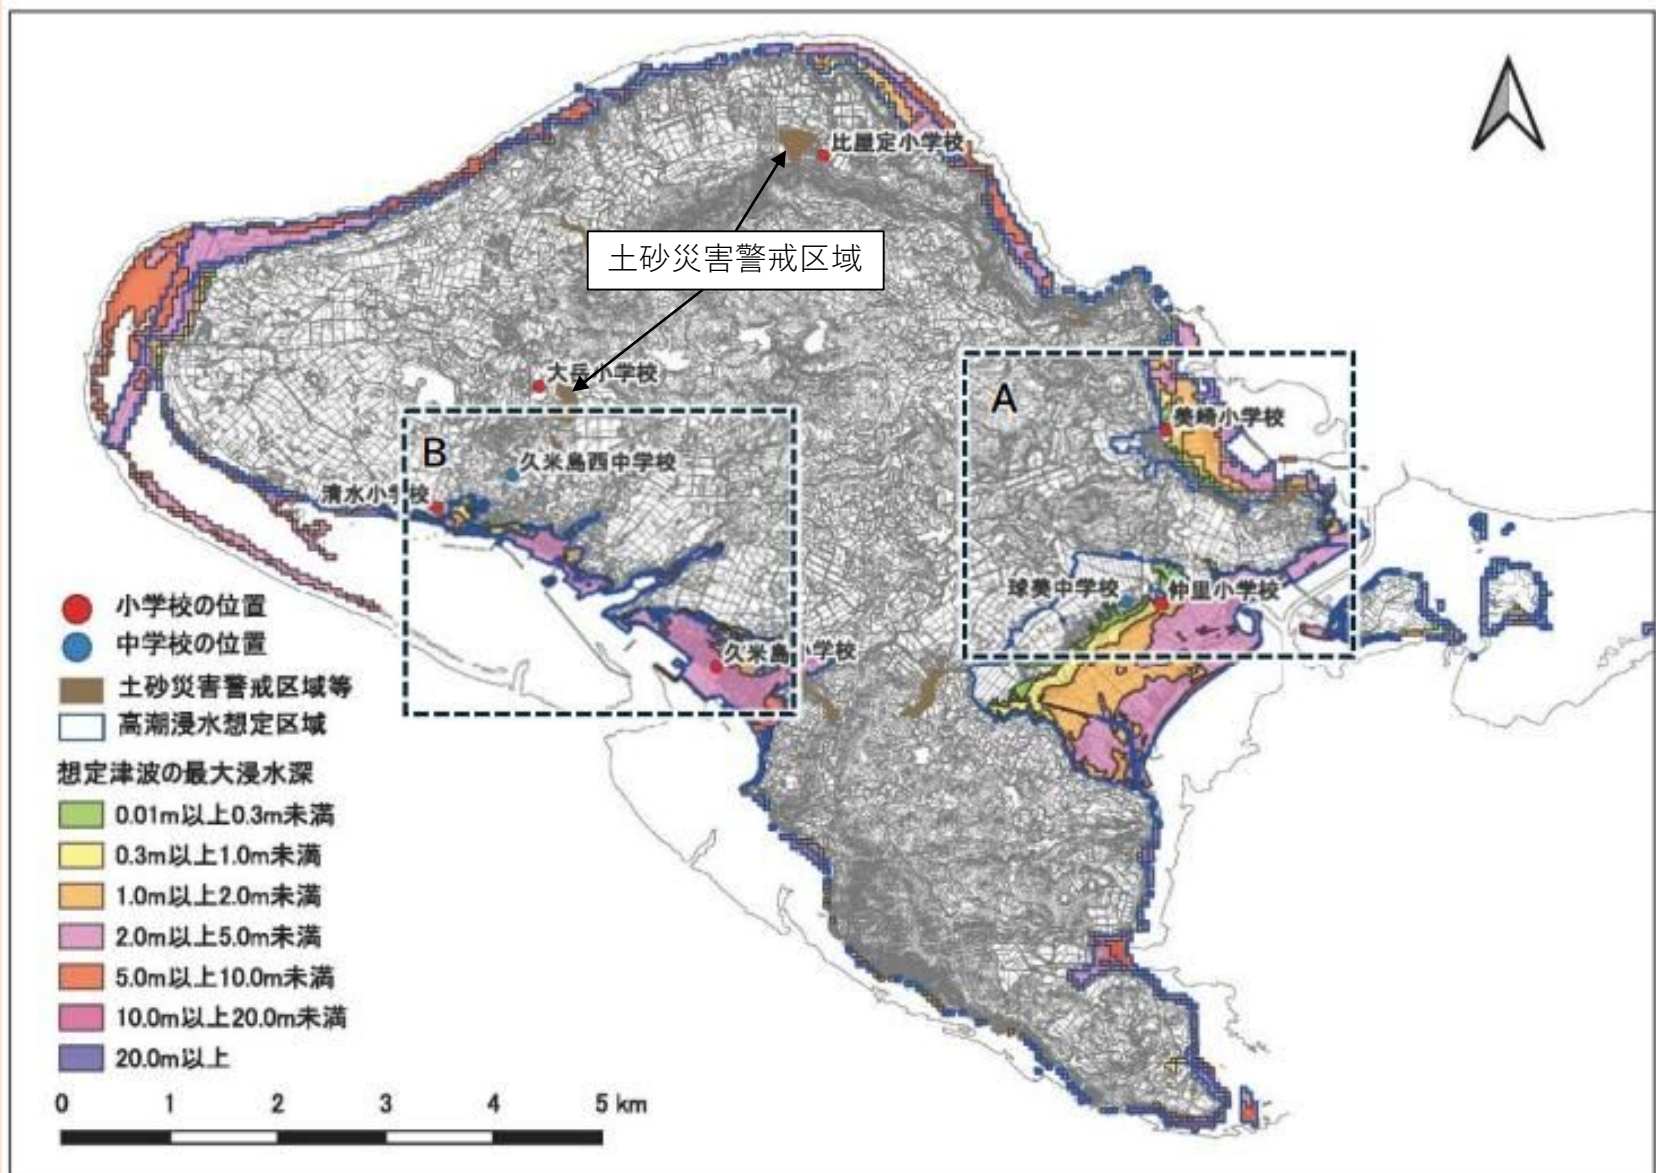 比屋定小学校
土砂災害警戒区域
大岳小学校
A
美崎小学校
B
久米島西中学校
清水小学校
球美中学校
仲里小学校
久米島小学校
小学校の位置
中学校の位置
土砂災害警戒区域等
高潮浸水想定区域
想定津波の最大浸水深
0.01m以上0.3m未満
0.3m以上1.0m未満
1.0m以上2.0m未満
2.0m以上5.0m未満
5.0m以上10.0m未満
10.0m以上20.0m未満
20.0m以上
0 1 2 3 4 5 km